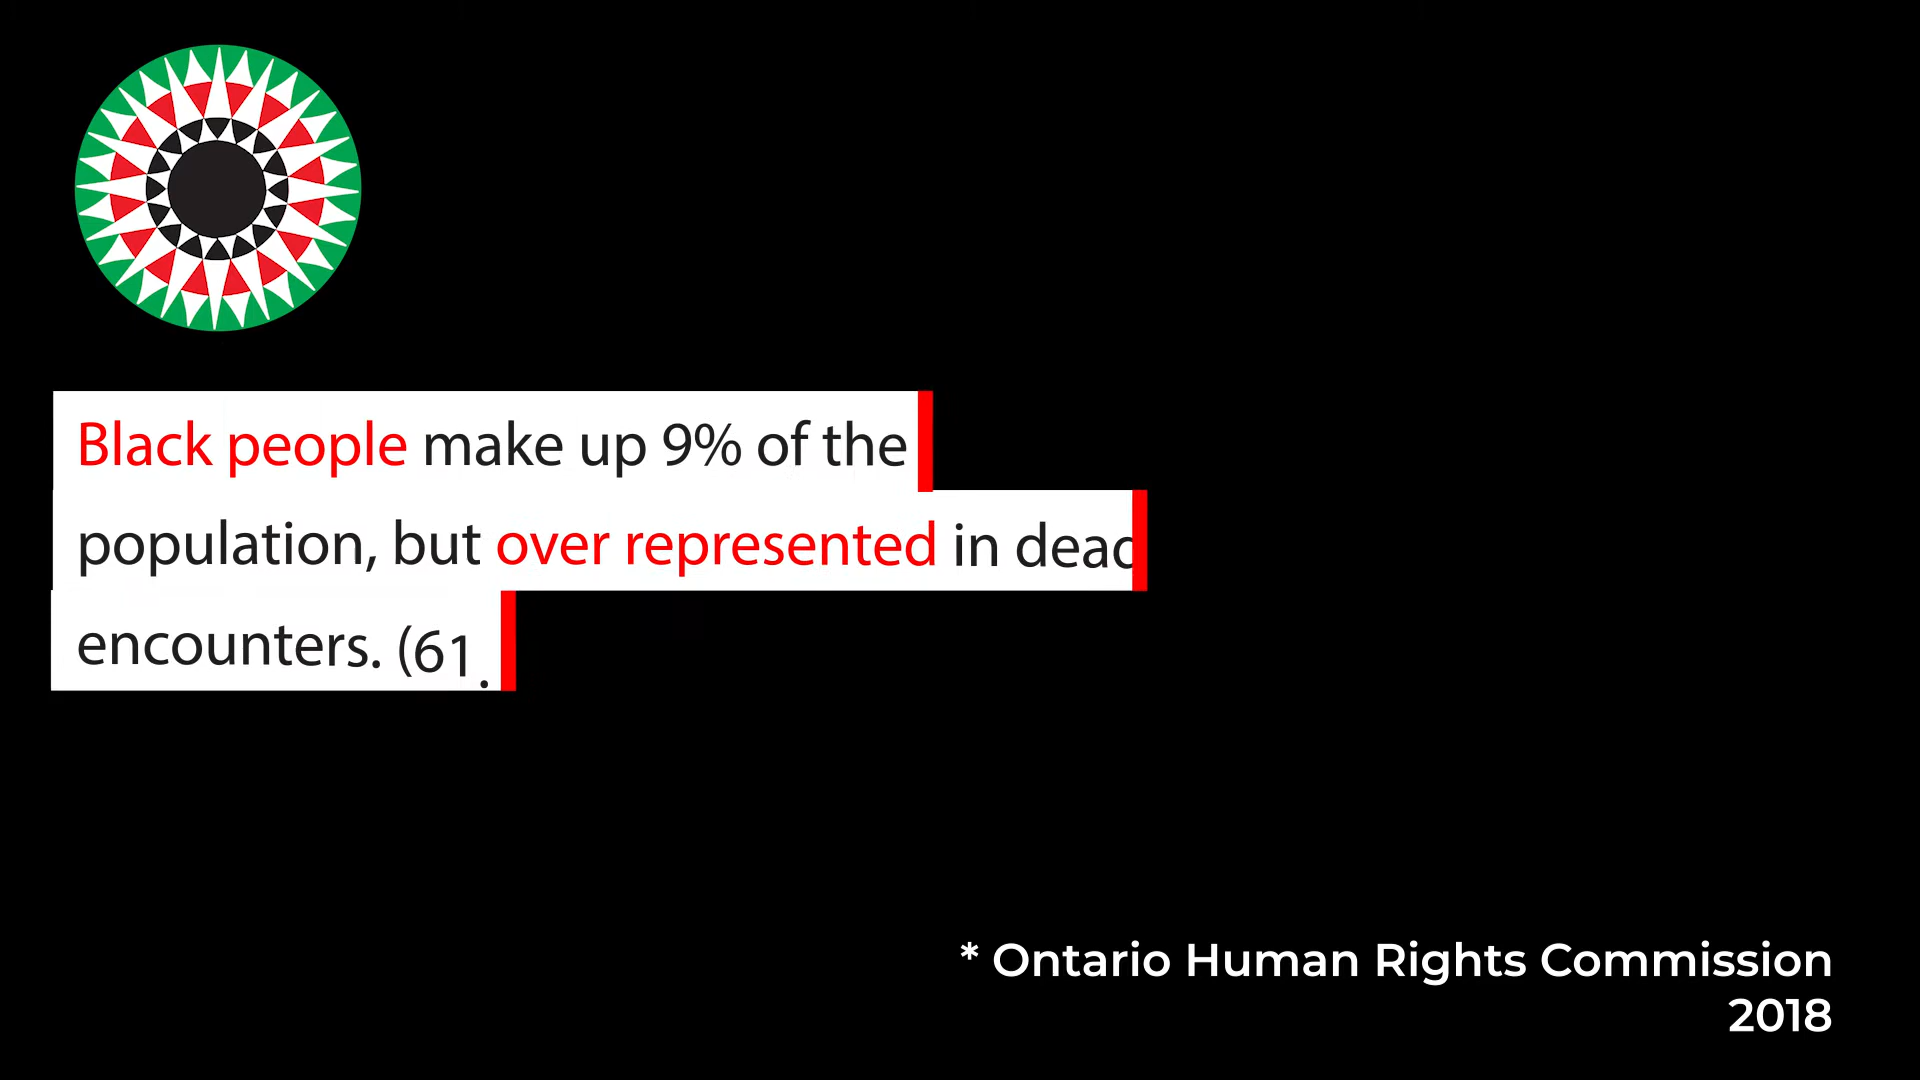 Black people make up 9% of the
population, but over represented in
encounters. (61.
* Ontario Human Rights Commission
2018